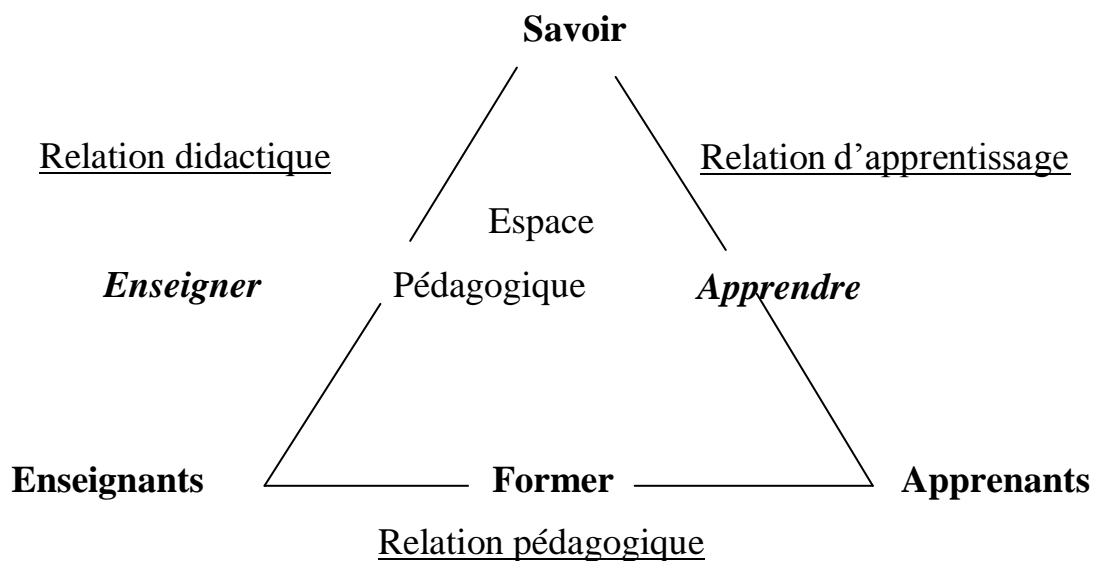 Savoir
Relation didactique
Relation d’apprentissage
Espace
Enseigner
Pédagogique
Apprendre
Enseignants
Former
Apprenants
Relation pédagogique